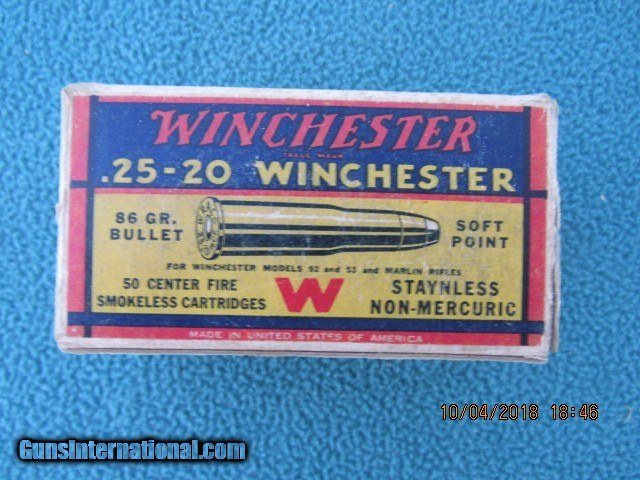 WINCHESTER
TRADE MARK
.25-20 WINCHESTER
86 GR. BULLET
SOFT POINT
FOR WINCHESTER MODELS 92 and 53 and MARLIN RIFLES
50 CENTER FIRE
SMOKELESS CARTRIDGES
W
STAYNLESS
NON-MERCURIC
MADE IN UNITED STATES OF AMERICA
10/04/2018 18:46
GunsInternational.com